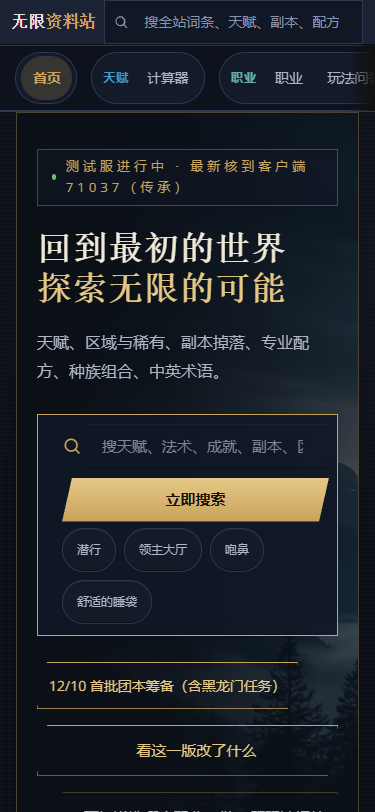 无限资料站
搜全站词条、天赋、副本、配方
首页
天赋 计算器
职业 职业 玩法问
测试服进行中 · 最新核到客户端
71037（传承）
回到最初的世界
探索无限的可能
天赋、区域与稀有、副本掉落、专业配
方、种族组合、中英术语。
搜天赋、法术、成就、副本、
立即搜索
潜行
领主大厅
咆鼻
舒适的睡袋
12/10 首批团本筹备（含黑龙门任务）
看这一版改了什么